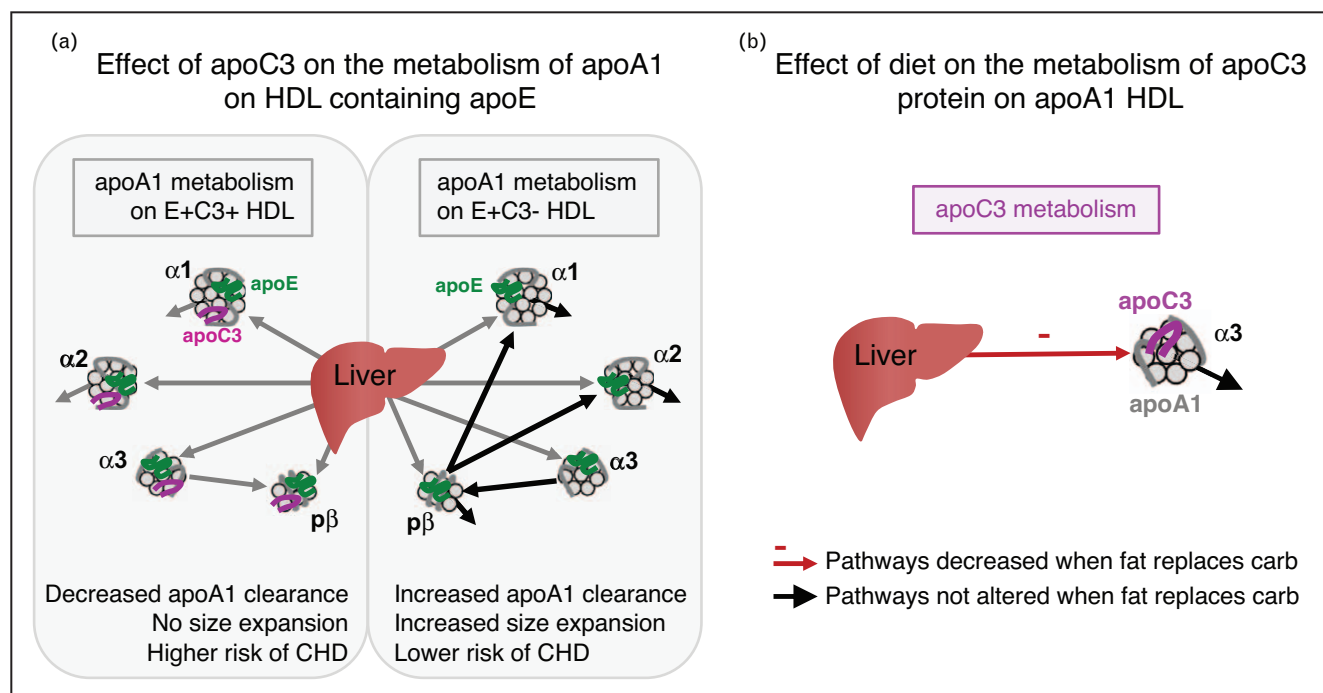 (a)
Effect of apoC3 on the metabolism of apoA1
on HDL containing apoE
apoA1 metabolism
on E+C3+ HDL
apoA1 metabolism
on E+C3- HDL
α1
apoE
apoC3
α2
α3
pβ
Liver
apoE
α1
α2
α3
pβ
Decreased apoA1 clearance
No size expansion
Higher risk of CHD
Increased apoA1 clearance
Increased size expansion
Lower risk of CHD
(b)
Effect of diet on the metabolism of apoC3
protein on apoA1 HDL
apoC3 metabolism
Liver
-
apoC3
α3
apoA1
- Pathways decreased when fat replaces carb
Pathways not altered when fat replaces carb